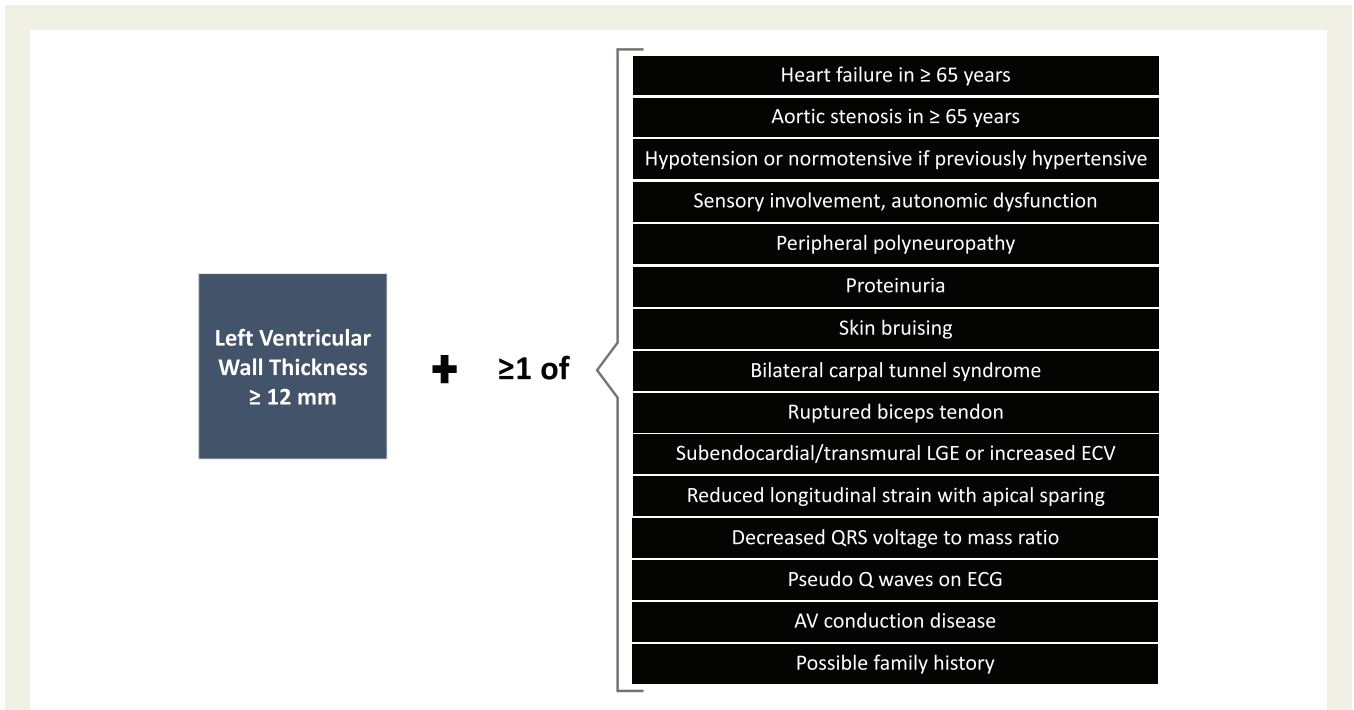 Left Ventricular
Wall Thickness
≥ 12 mm
+
≥1 of
Heart failure in ≥ 65 years
Aortic stenosis in ≥ 65 years
Hypotension or normotensive if previously hypertensive
Sensory involvement, autonomic dysfunction
Peripheral polyneuropathy
Proteinuria
Skin bruising
Bilateral carpal tunnel syndrome
Ruptured biceps tendon
Subendocardial/transmural LGE or increased ECV
Reduced longitudinal strain with apical sparing
Decreased QRS voltage to mass ratio
Pseudo Q waves on ECG
AV conduction disease
Possible family history